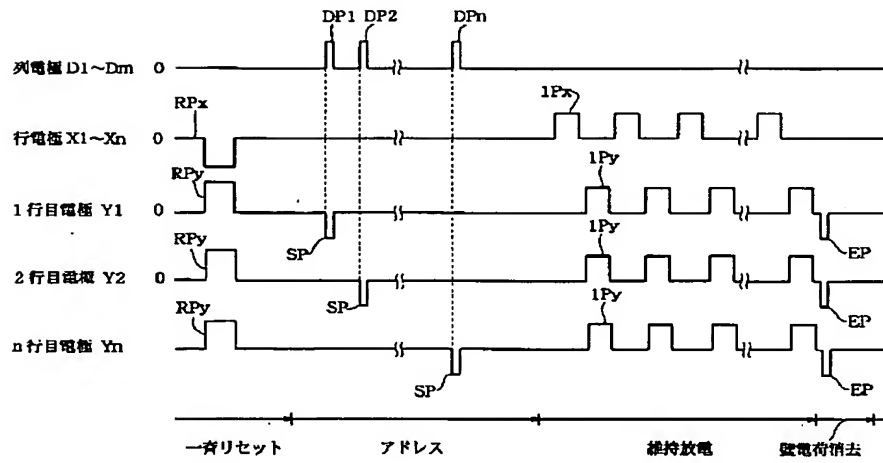 DP1 DP2 DPn
列電極 D1～Dm 0
RPx 1Px
行電極 X1～Xn 0
RPy 1Py
1行目電極 Y1 0
SP EP
RPy 1Py
2行目電極 Y2 0
SP EP
RPy 1Py
n行目電極 Yn
SP EP
一斉リセット アドレス 維持放電 壁電荷消去